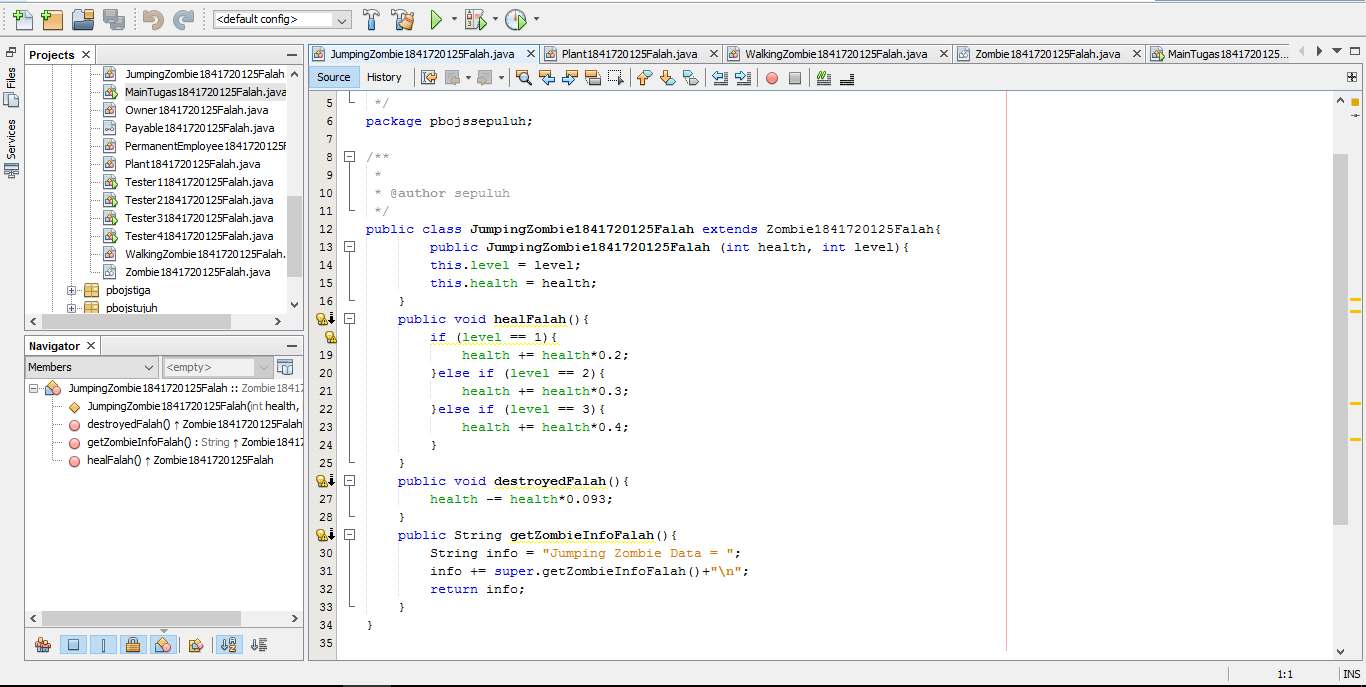 <default config>
Projects
Files
Services
JumpingZombie1841720125Falah
MainTugas1841720125Falah.java
Owner1841720125Falah.java
Payable1841720125Falah.java
PermanentEmployee1841720125F
Plant1841720125Falah.java
Tester11841720125Falah.java
Tester21841720125Falah.java
Tester31841720125Falah.java
Tester41841720125Falah.java
WalkingZombie1841720125Falah.
Zombie1841720125Falah.java
pbojstiga
pbojstujuh
Navigator
Members
<empty>
JumpingZombie1841720125Falah :: Zombie18417
JumpingZombie1841720125Falah(int health,
destroyedFalah() ↑ Zombie1841720125Falah
getZombieInfoFalah() : String ↑ Zombie18417
healFalah() ↑ Zombie1841720125Falah
JumpingZombie1841720125Falah.java Plant1841720125Falah.java WalkingZombie1841720125Falah.java Zombie1841720125Falah.java MainTugas1841720125...
Source History
5 */
6 package pbojssepuluh;
7
8 /**
9 *
10 * @author sepuluh
11 */
12 public class JumpingZombie1841720125Falah extends Zombie1841720125Falah{
13 public JumpingZombie1841720125Falah (int health, int level){
14 this.level = level;
15 this.health = health;
16 }
public void healFalah(){
if (level == 1){
19 health += health*0.2;
20 }else if (level == 2){
21 health += health*0.3;
22 }else if (level == 3){
23 health += health*0.4;
24 }
25 }
public void destroyedFalah(){
27 health -= health*0.093;
28 }
public String getZombieInfoFalah(){
30 String info = "Jumping Zombie Data = ";
31 info += super.getZombieInfoFalah()+"\n";
32 return info;
33 }
34 }
35
1:1 INS